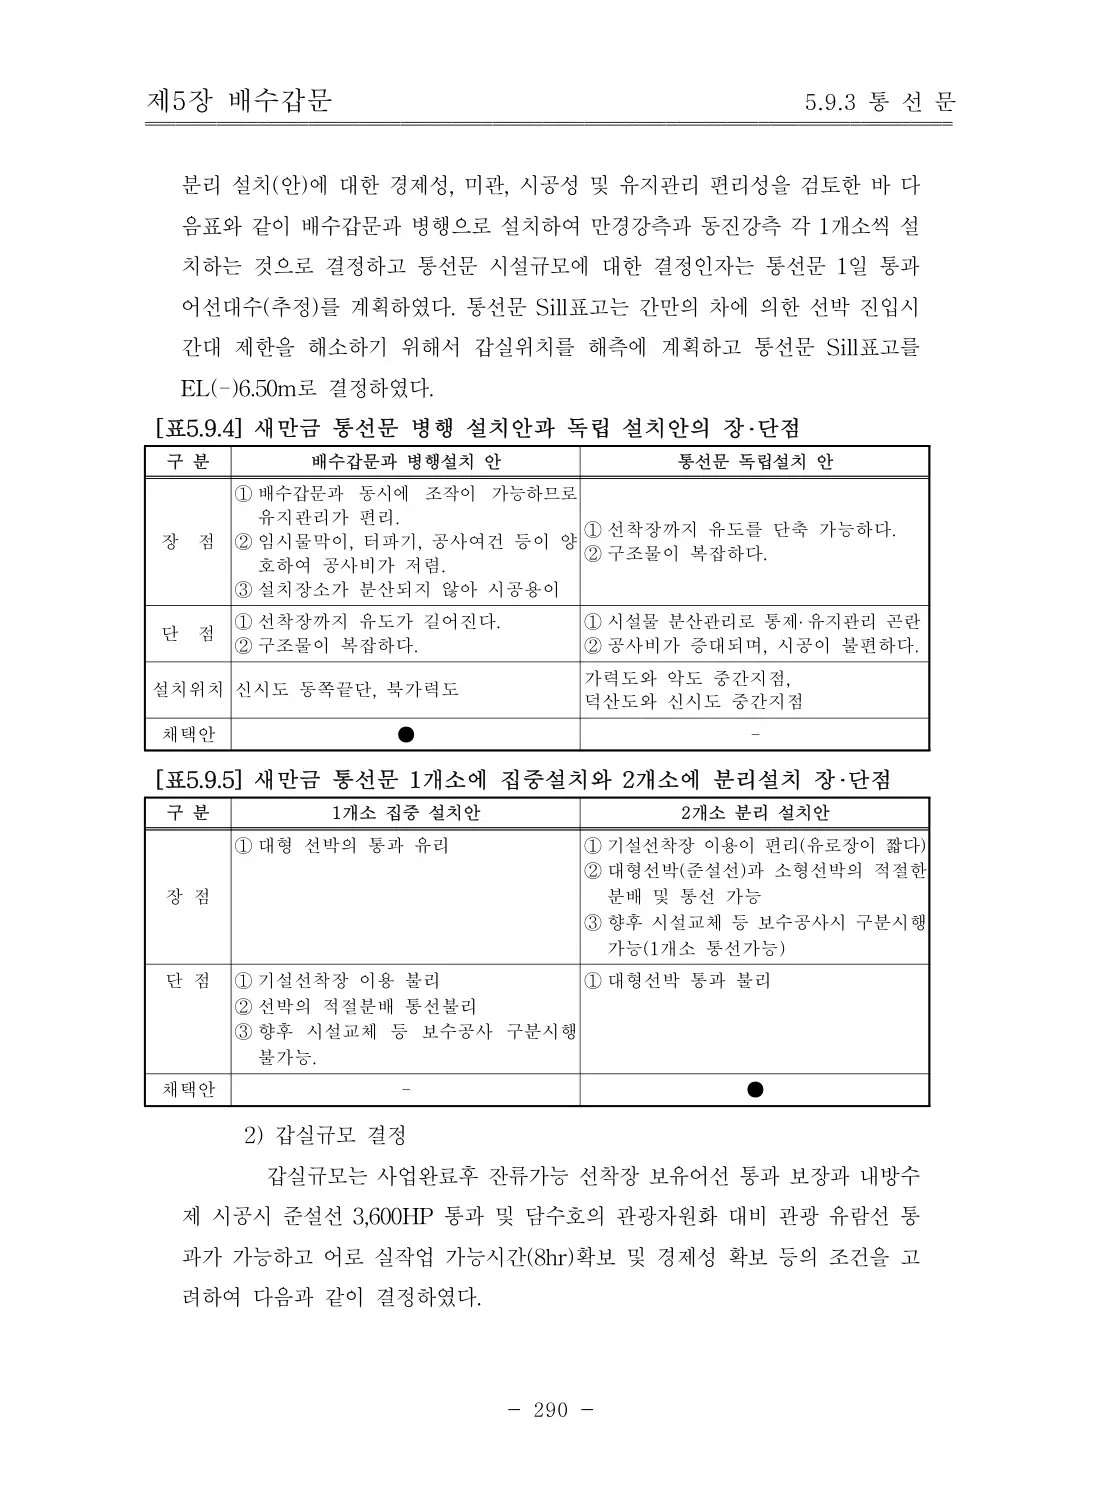 제5장 배수갑문
5.9.3 통 선 문
분리 설치(안)에 대한 경제성, 미관, 시공성 및 유지관리 편리성을 검토한 바 다
음표와 같이 배수갑문과 병행으로 설치하여 만경강측과 동진강측 각 1개소씩 설
치하는 것으로 결정하고 통선문 시설규모에 대한 결정인자는 통선문 1일 통과
어선대수(추정)를 계획하였다. 통선문 Sill표고는 간만의 차에 의한 선박 진입시
간대 제한을 해소하기 위해서 갑실위치를 해측에 계획하고 통선문 Sill표고를
EL(-)6.50m로 결정하였다.
[표5.9.4] 새만금 통선문 병행 설치안과 독립 설치안의 장·단점
구 분 배수갑문과 병행설치 안 통선문 독립설치 안
장 점
① 배수갑문과 동시에 조작이 가능하므로
유지관리가 편리.
② 임시물막이, 터파기, 공사여건 등이 양
호하여 공사비가 저렴.
③ 설치장소가 분산되지 않아 시공용이
① 선착장까지 유도를 단축 가능하다.
② 구조물이 복잡하다.
단 점
① 선착장까지 유도가 길어진다.
② 구조물이 복잡하다.
① 시설물 분산관리로 통제·유지관리 곤란
② 공사비가 증대되며, 시공이 불편하다.
설치위치 신시도 동쪽끝단, 북가력도
가력도와 악도 중간지점,
덕산도와 신시도 중간지점
채택안 ● -
[표5.9.5] 새만금 통선문 1개소에 집중설치와 2개소에 분리설치 장·단점
구 분 1개소 집중 설치안 2개소 분리 설치안
장 점
① 대형 선박의 통과 유리
① 기설선착장 이용이 편리(유로장이 짧다)
② 대형선박(준설선)과 소형선박의 적절한
분배 및 통선 가능
③ 향후 시설교체 등 보수공사시 구분시행
가능(1개소 통선가능)
단 점
① 기설선착장 이용 불리
② 선박의 적절분배 통선불리
③ 향후 시설교체 등 보수공사 구분시행
불가능.
① 대형선박 통과 불리
채택안 - ●
2) 갑실규모 결정
갑실규모는 사업완료후 잔류가능 선착장 보유어선 통과 보장과 내방수
제 시공시 준설선 3,600HP 통과 및 담수호의 관광자원화 대비 관광 유람선 통
과가 가능하고 어로 실작업 가능시간(8hr)확보 및 경제성 확보 등의 조건을 고
려하여 다음과 같이 결정하였다.
- 290 -